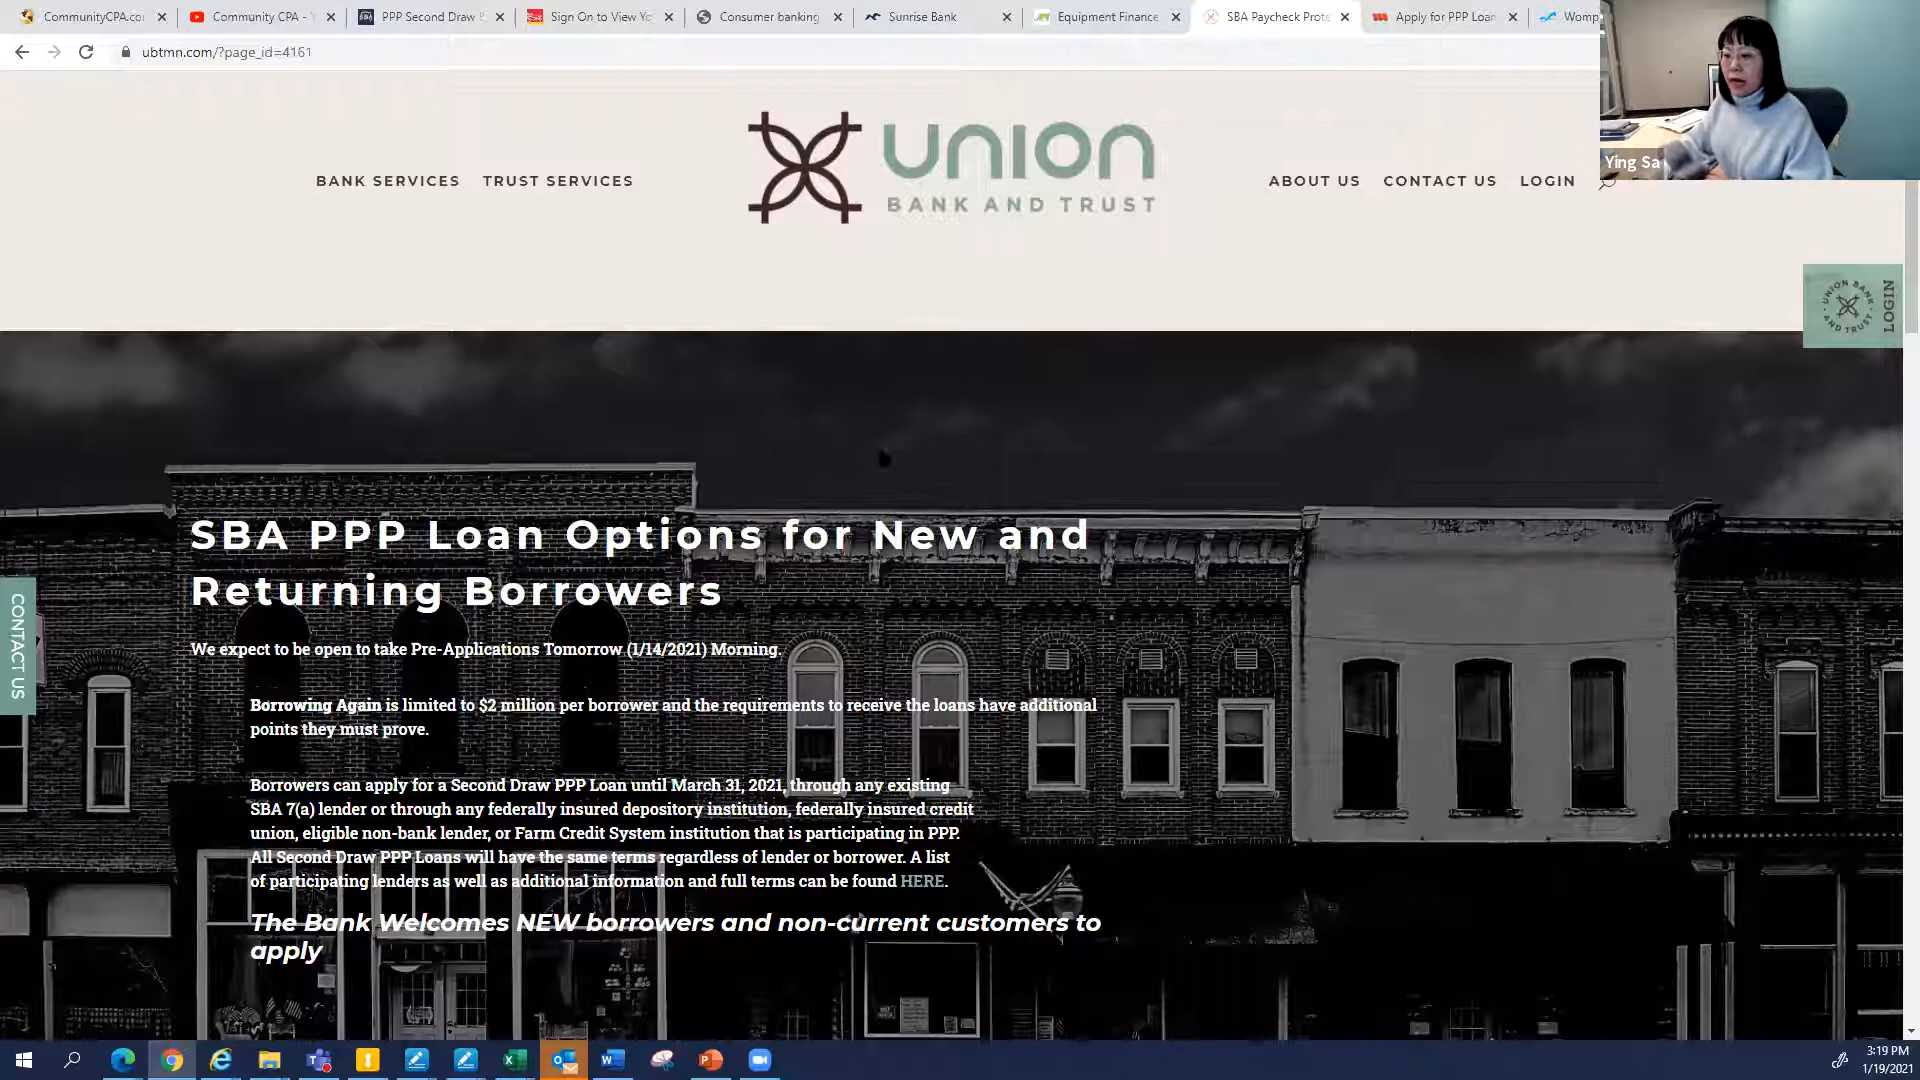 CommunityCPA.co
Community CPA -
PPP Second Draw
Sign On to View Yo
Consumer banking
Sunrise Bank
Equipment Finance
SBA Paycheck Prote
Apply for PPP Loan
Womp
ubtmn.com/?page_id=4161
Ying Sa
BANK SERVICES
TRUST SERVICES
UNION
BANK AND TRUST
ABOUT US
CONTACT US
LOGIN
UNION BANK AND TRUST
LOGIN
CONTACT US
SBA PPP Loan Options for New and
Returning Borrowers
We expect to be open to take Pre-Applications Tomorrow (1/14/2021) Morning.
Borrowing Again is limited to $2 million per borrower and the requirements to receive the loans have additional
points they must prove.
Borrowers can apply for a Second Draw PPP Loan until March 31, 2021, through any existing
SBA 7(a) lender or through any federally insured depository institution, federally insured credit
union, eligible non-bank lender, or Farm Credit System institution that is participating in PPP.
All Second Draw PPP Loans will have the same terms regardless of lender or borrower. A list
of participating lenders as well as additional information and full terms can be found HERE.
The Bank Welcomes NEW borrowers and non-current customers to
apply
3:19 PM
1/19/2021